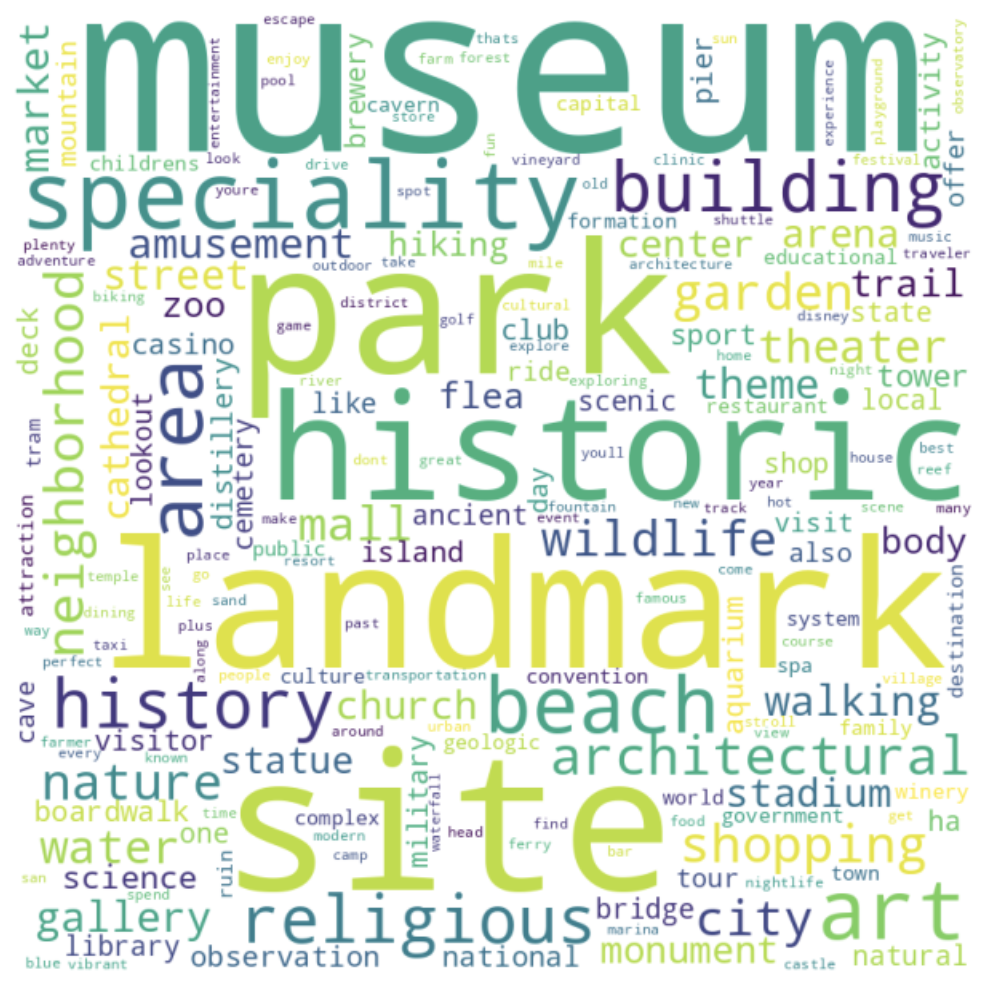 escape
museum
thats
pier
sun
market
mountain
enjoy
pool
entertainment
brewery
cavern
store
farm
forest
fun
capital
experience
playground
activity
observatory
childrens
look
drive
vineyard
clinic
festival
offer
speciality
youre
spot
old
building
formation
shuttle
plenty
adventure
amusement
hiking
center
arena
music
traveler
educational
outdoor
take
mile
architecture
street
biking
zoo
district
park
cultural
garden
trail
disney
state
deck
neighborhood
cathedral
casino
game
golf
club
explore
sport
home
theater
area
distillery
river
ride
exploring
theme
night
tower
tram
lookout
like
flea
scenic
restaurant
local
cemetery
historic
dont
great
youll
shop
house
best
reef
day
year
attraction
make
mall
ancient
event
fountain
new
track
hot
scene
many
place
public
resort
island
wildlife
visit
also
body
temple
see
go
landmark
come
dining
life
sand
plus
past
famous
aquarium
system
destination
way
taxi
along
course
perfect
people
culture
transportation
convention
spa
village
cave
history
church
beach
walking
farmer
visitor
around
urban
stroll
family
every
known
statue
military
geologic
view
architectural
nature
site
waterfall
world
stadium
winery
boardwalk
time
complex
government
get
ha
water
one
modern
head
find
food
shopping
san
science
ruin
camp
ferry
bar
tour
nightlife
town
spend
gallery
religious
bridge
city
art
library
marina
monument
natural
blue
vibrant
observation
national
castle